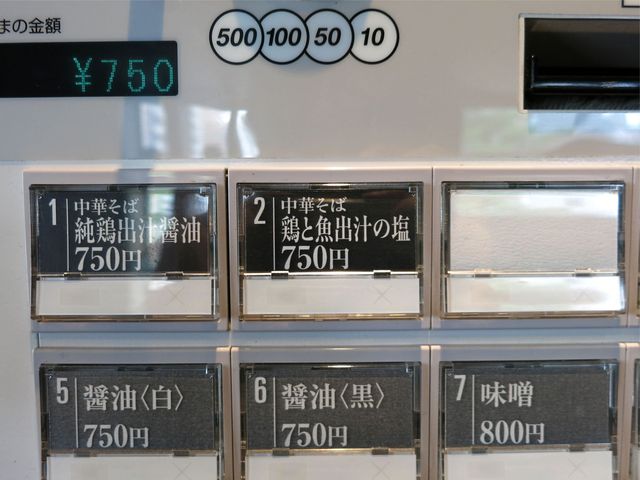 まの金額
500 100 50 10
¥750
1 中華そば
純鶏出汁醤油
750円
2 中華そば
鶏と魚出汁の塩
750円
5 醤油〈白〉
750円
6 醤油〈黒〉
750円
7 味噌
800円